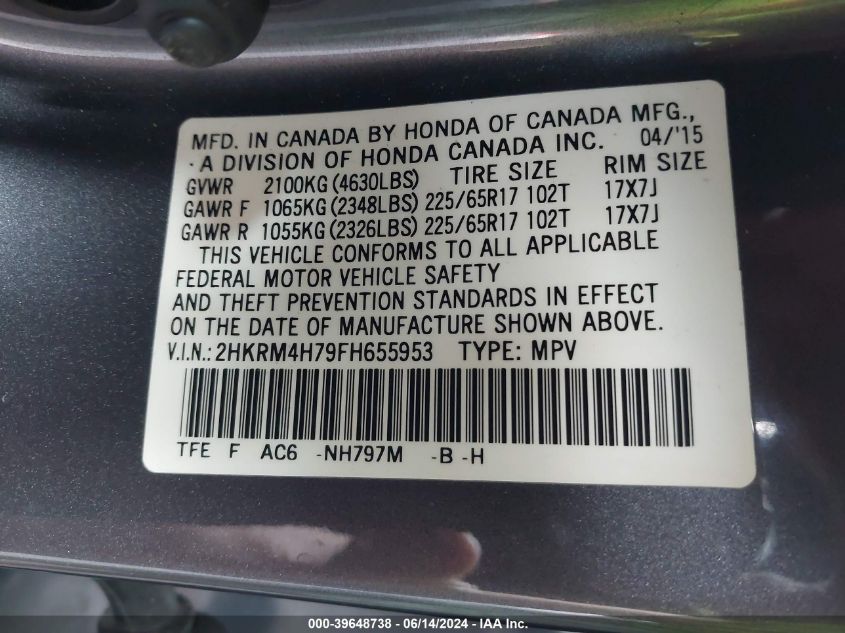 MFD. IN CANADA BY HONDA OF CANADA MFG.,
· A DIVISION OF HONDA CANADA INC. 04/'15
GVWR 2100KG (4630LBS) TIRE SIZE RIM SIZE
GAWR F 1065KG (2348LBS) 225/65R17 102T 17X7J
GAWR R 1055KG (2326LBS) 225/65R17 102T 17X7J
THIS VEHICLE CONFORMS TO ALL APPLICABLE
FEDERAL MOTOR VEHICLE SAFETY
AND THEFT PREVENTION STANDARDS IN EFFECT
ON THE DATE OF MANUFACTURE SHOWN ABOVE.
V.I.N.: 2HKRM4H79FH655953 TYPE: MPV
TFE F AC6 -NH797M -B -H
000-39648738 - 06/14/2024 - IAA Inc.